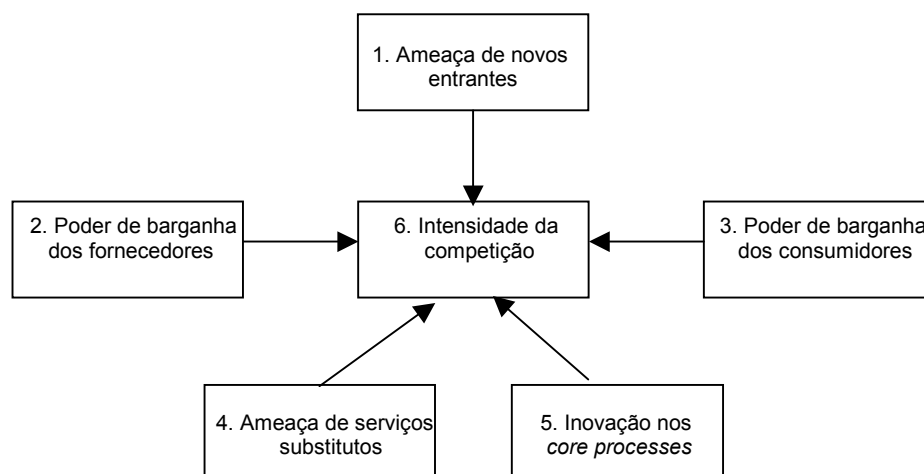 1. Ameaça de novos
entrantes
2. Poder de barganha
dos fornecedores
6. Intensidade da
competição
3. Poder de barganha
dos consumidores
4. Ameaça de serviços
substitutos
5. Inovação nos
core processes